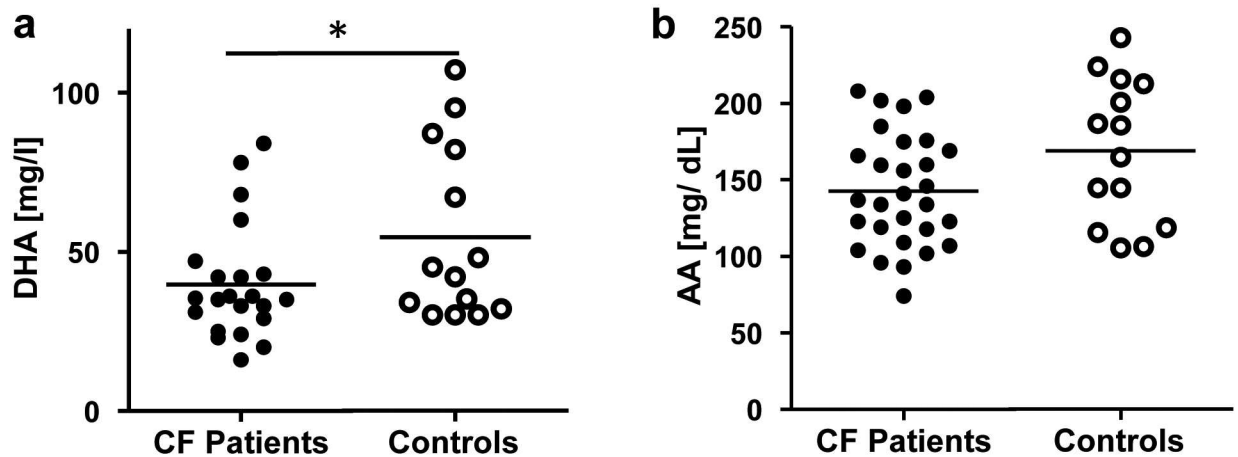 a
*
DHA [mg/l]
100
50
0
CF Patients
Controls
b
AA [mg/ dL]
250
200
150
100
50
0
CF Patients
Controls